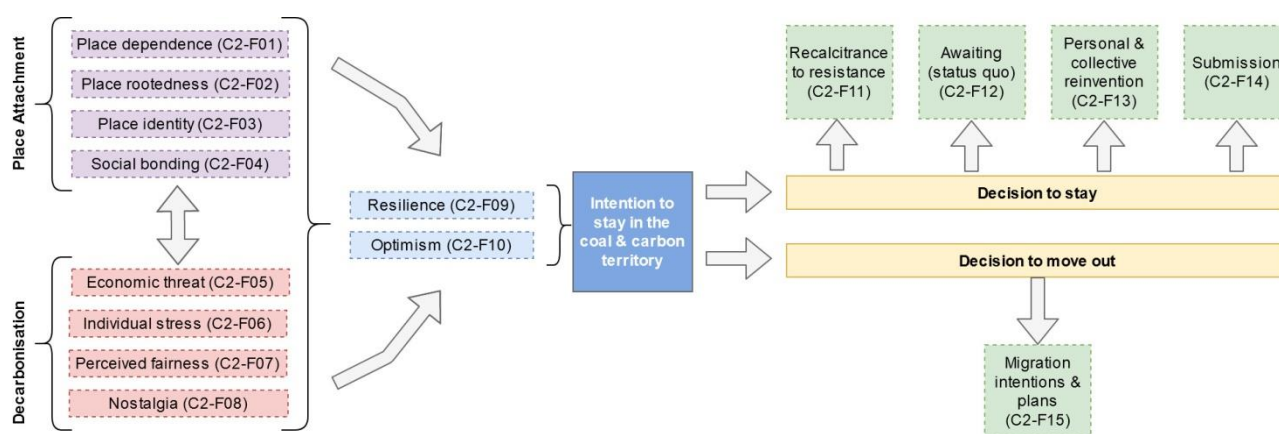 Place Attachment
Place dependence (C2-F01)
Place rootedness (C2-F02)
Place identity (C2-F03)
Social bonding (C2-F04)
Decarbonisation
Economic threat (C2-F05)
Individual stress (C2-F06)
Perceived fairness (C2-F07)
Nostalgia (C2-F08)
Resilience (C2-F09)
Optimism (C2-F10)
Intention to
stay in the
coal & carbon
territory
Recalcitrance
to resistance
(C2-F11)
Awaiting
(status quo)
(C2-F12)
Personal &
collective
reinvention
(C2-F13)
Submission
(C2-F14)
Decision to stay
Decision to move out
Migration
intentions &
plans
(C2-F15)